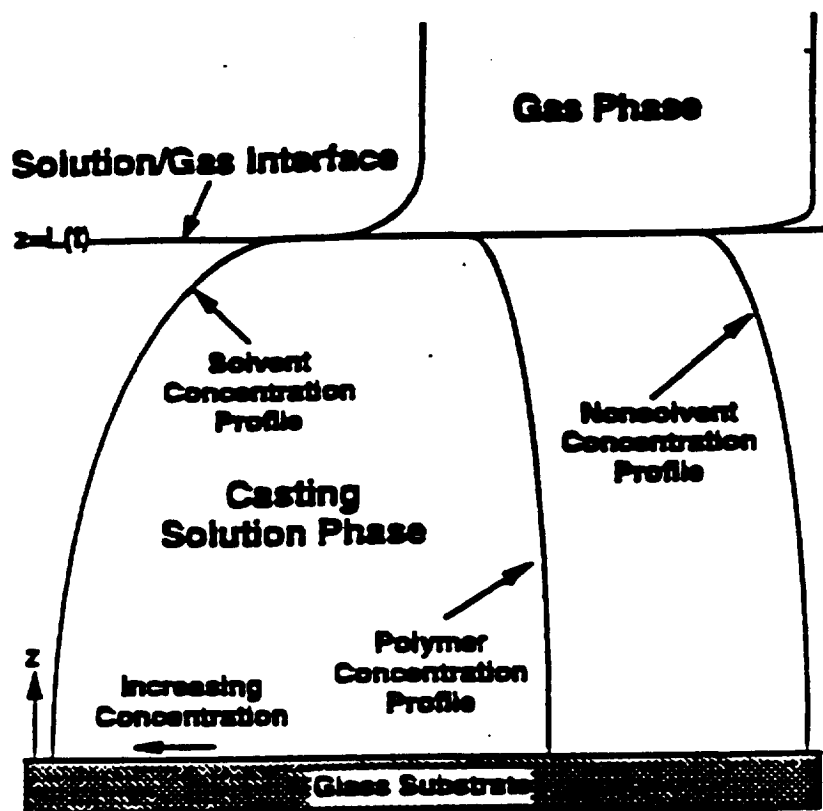 Gas Phase
Solution/Gas Interface
z=L(t)
Solvent
Concentration
Profile
Nonsolvent
Concentration
Profile
Casting
Solution Phase
Polymer
Concentration
Profile
z
Increasing
Concentration
Glass Substrate